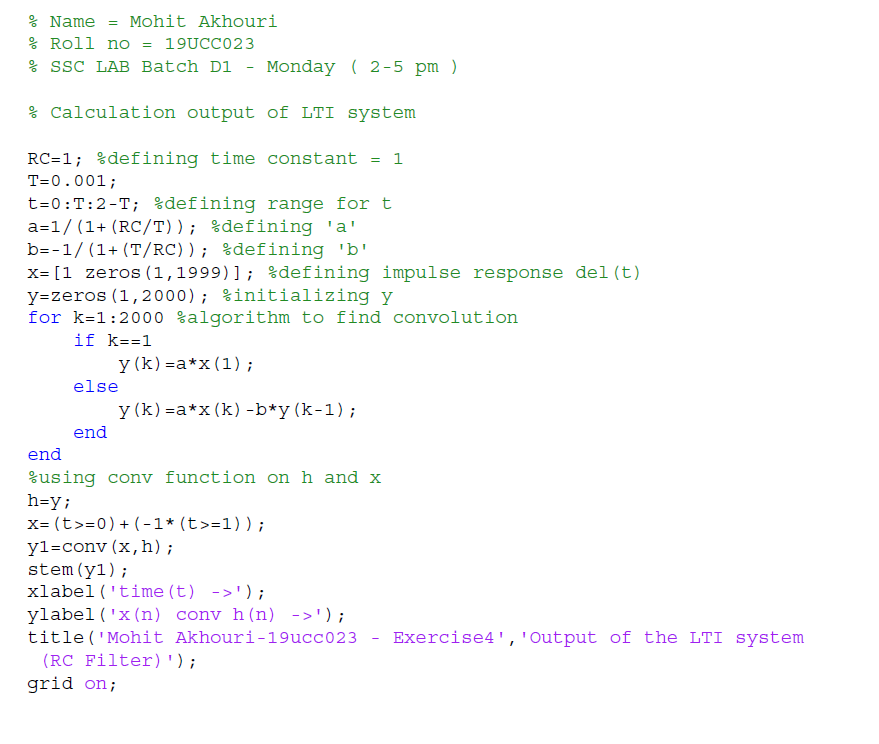 % Name = Mohit Akhouri
% Roll no = 19UCC023
% SSC LAB Batch D1 - Monday ( 2-5 pm )
% Calculation output of LTI system
RC=1; %defining time constant = 1
T=0.001;
t=0:T:2-T; %defining range for t
a=1/(1+(RC/T)); %defining 'a'
b=-1/(1+(T/RC)); %defining 'b'
x=[1 zeros(1,1999)]; %defining impulse response del(t)
y=zeros(1,2000); %initializing y
for k=1:2000 %algorithm to find convolution
    if k==1
        y(k)=a*x(1);
    else
        y(k)=a*x(k)-b*y(k-1);
    end
end
%using conv function on h and x
h=y;
x=(t>=0)+(-1*(t>=1));
y1=conv(x,h);
stem(y1);
xlabel('time(t) ->');
ylabel('x(n) conv h(n) ->');
title('Mohit Akhouri-19ucc023 - Exercise4','Output of the LTI system
 (RC Filter)');
grid on;